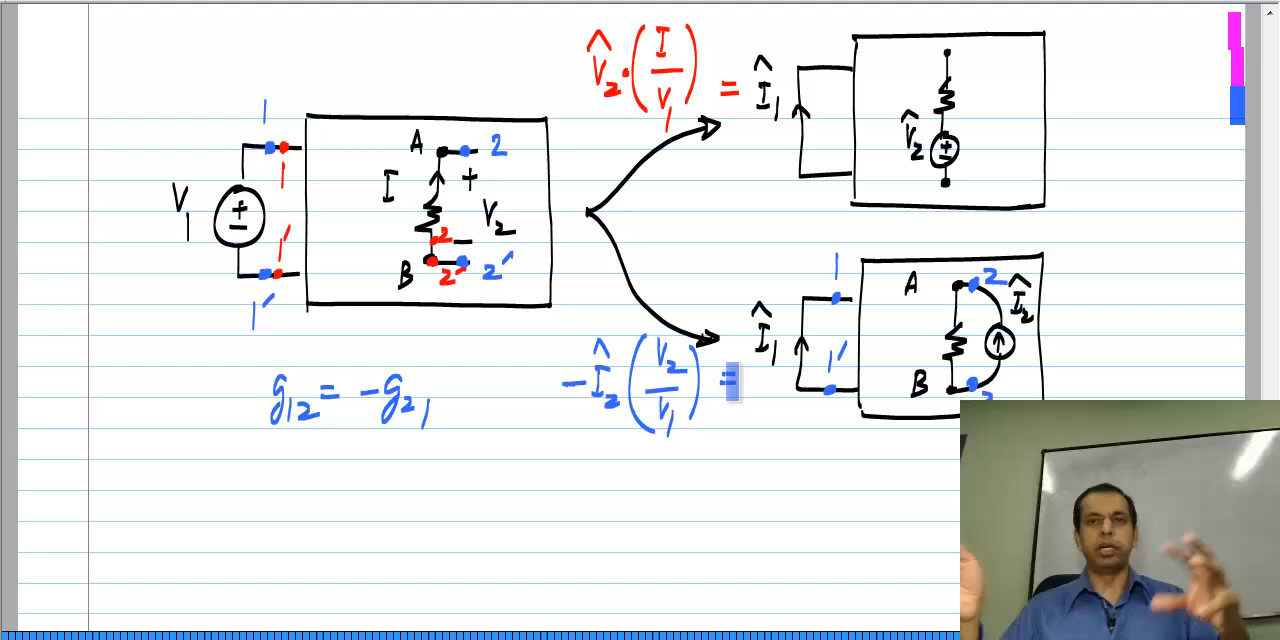 V̂₂·(I/V₁) = Î₁
V̂₂
1
1
V₁
1′
1′
A
2
I
+
V₂
−
2
B
2′
2′
1
Î₁
1′
A
2
Î₂
B
−Î₂(V₂/V₁) =
g₁₂ = −g₂₁